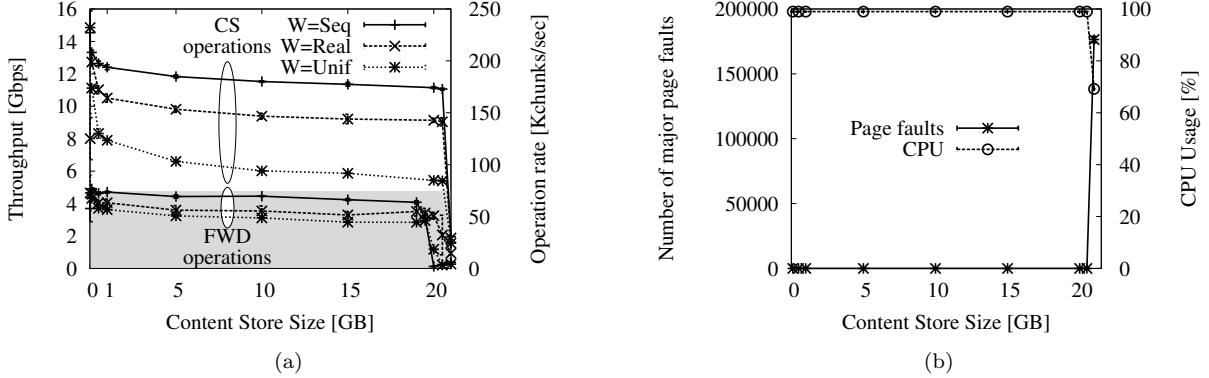 16
14
12
10
8
6
4
2
0
Throughput [Gbps]
250
200
150
100
50
0
Operation rate [Kchunks/sec]
CS
operations
W=Seq
W=Real
W=Unif
FWD
operations
0 1 5 10 15 20
Content Store Size [GB]
(a)
200000
150000
100000
50000
0
Number of major page faults
100
80
60
40
20
0
CPU Usage [%]
Page faults
CPU
0 5 10 15 20
Content Store Size [GB]
(b)